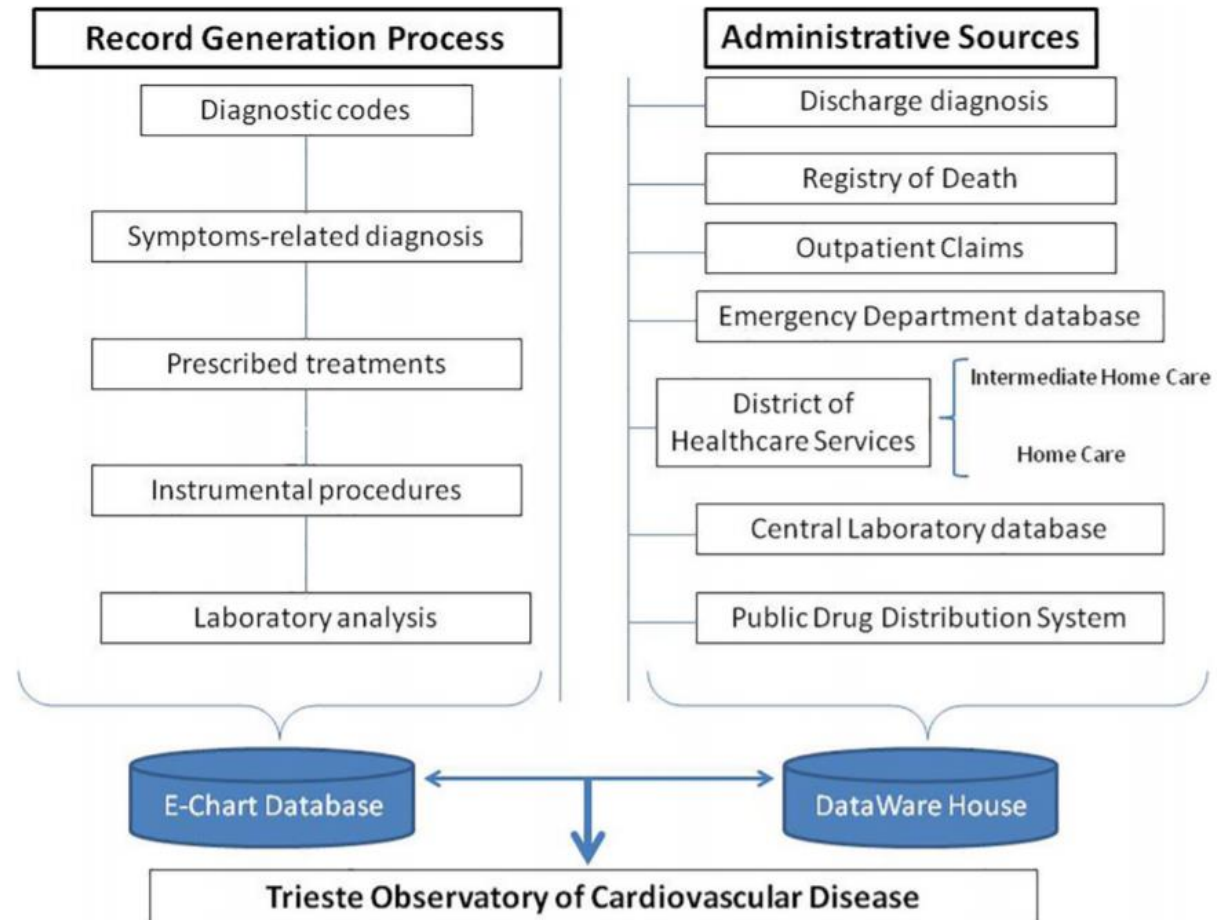 Record Generation Process
Diagnostic codes
Symptoms-related diagnosis
Prescribed treatments
Instrumental procedures
Laboratory analysis
Administrative Sources
Discharge diagnosis
Registry of Death
Outpatient Claims
Emergency Department database
District of
Healthcare Services
Intermediate Home Care
Home Care
Central Laboratory database
Public Drug Distribution System
E-Chart Database
DataWare House
Trieste Observatory of Cardiovascular Disease